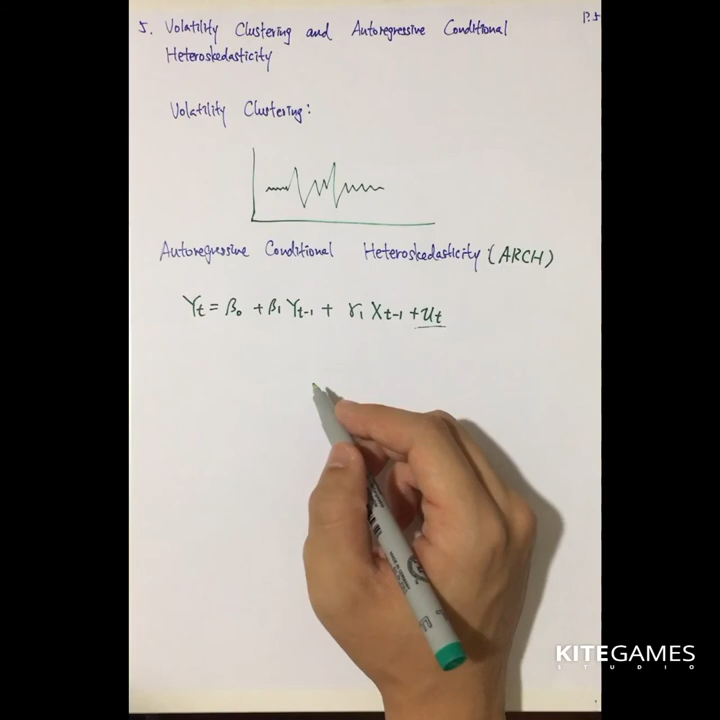 P.5
5. Volatility Clustering and Autoregressive Conditional
Heteroskedasticity
Volatility Clustering:
Autoregressive Conditional Heteroskedasticity (ARCH)
Yt = β0 + β1 Yt-1 + γ1 Xt-1 + ut
KITEGAMES
STUDIO